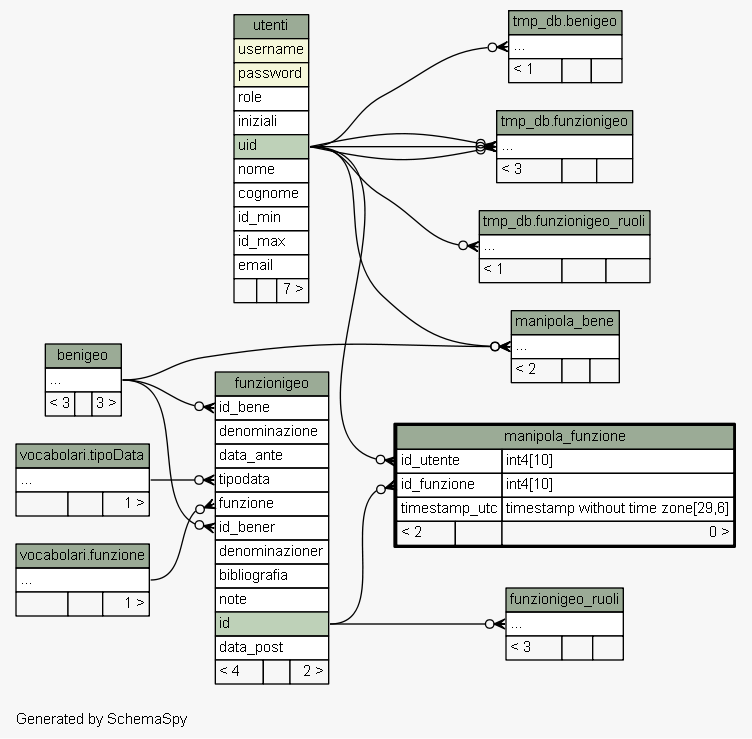 utenti
username
password
role
iniziali
uid
nome
cognome
id_min
id_max
email
7 >
tmp_db.benigeo
...
< 1
tmp_db.funzionigeo
...
< 3
tmp_db.funzionigeo_ruoli
...
< 1
manipola_bene
...
< 2
benigeo
...
< 3 3 >
vocabolari.tipoData
...
1 >
vocabolari.funzione
...
1 >
funzionigeo
id_bene
denominazione
data_ante
tipodata
funzione
id_bener
denominazioner
bibliografia
note
id
data_post
< 4 2 >
manipola_funzione
id_utente int4[10]
id_funzione int4[10]
timestamp_utc timestamp without time zone[29,6]
< 2 0 >
funzionigeo_ruoli
...
< 3
Generated by SchemaSpy